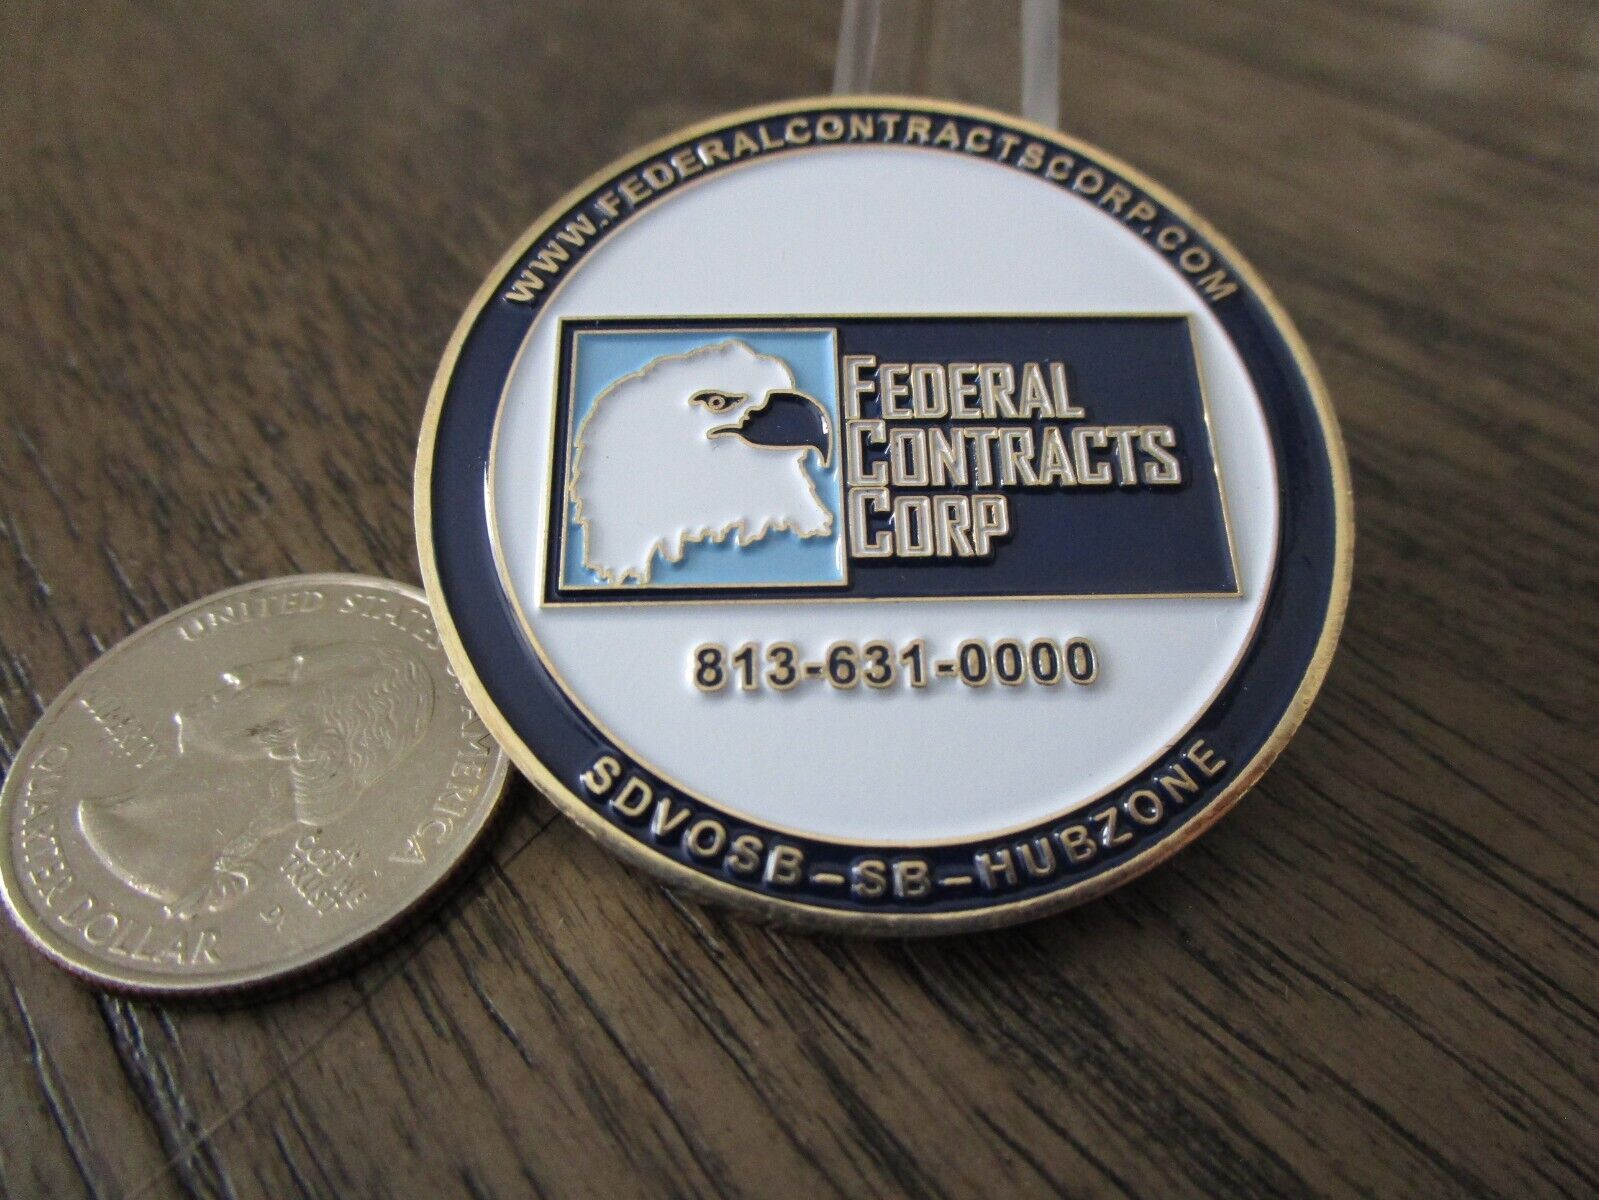 WWW.FEDERALCONTRACTSCORP.COM
FEDERAL
CONTRACTS
CORP
813-631-0000
SDVOSB-SB-HUBZONE
UNITED STATES OF AMERICA
LIBERTY
IN
GOD WE
TRUST
D
QUARTER DOLLAR